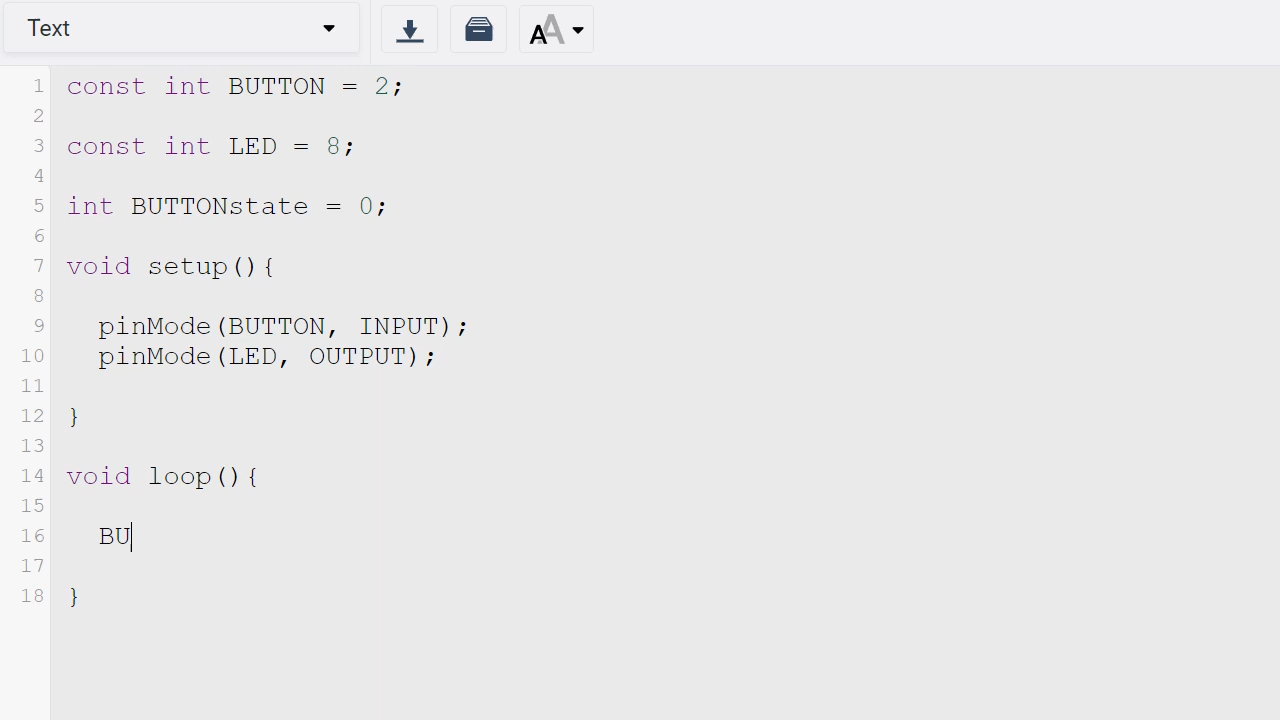 Text
AA
1 const int BUTTON = 2;
2
3 const int LED = 8;
4
5 int BUTTONstate = 0;
6
7 void setup(){
8
9 pinMode(BUTTON, INPUT);
10 pinMode(LED, OUTPUT);
11
12 }
13
14 void loop(){
15
16 BU
17
18 }